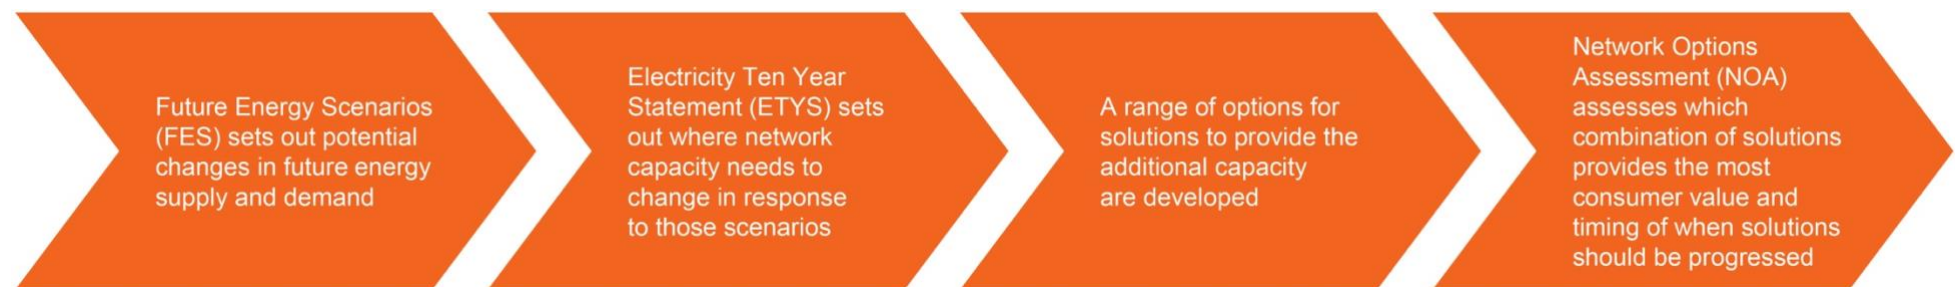 Future Energy Scenarios
(FES) sets out potential
changes in future energy
supply and demand
Electricity Ten Year
Statement (ETYS) sets
out where network
capacity needs to
change in response
to those scenarios
A range of options for
solutions to provide the
additional capacity
are developed
Network Options
Assessment (NOA)
assesses which
combination of solutions
provides the most
consumer value and
timing of when solutions
should be progressed